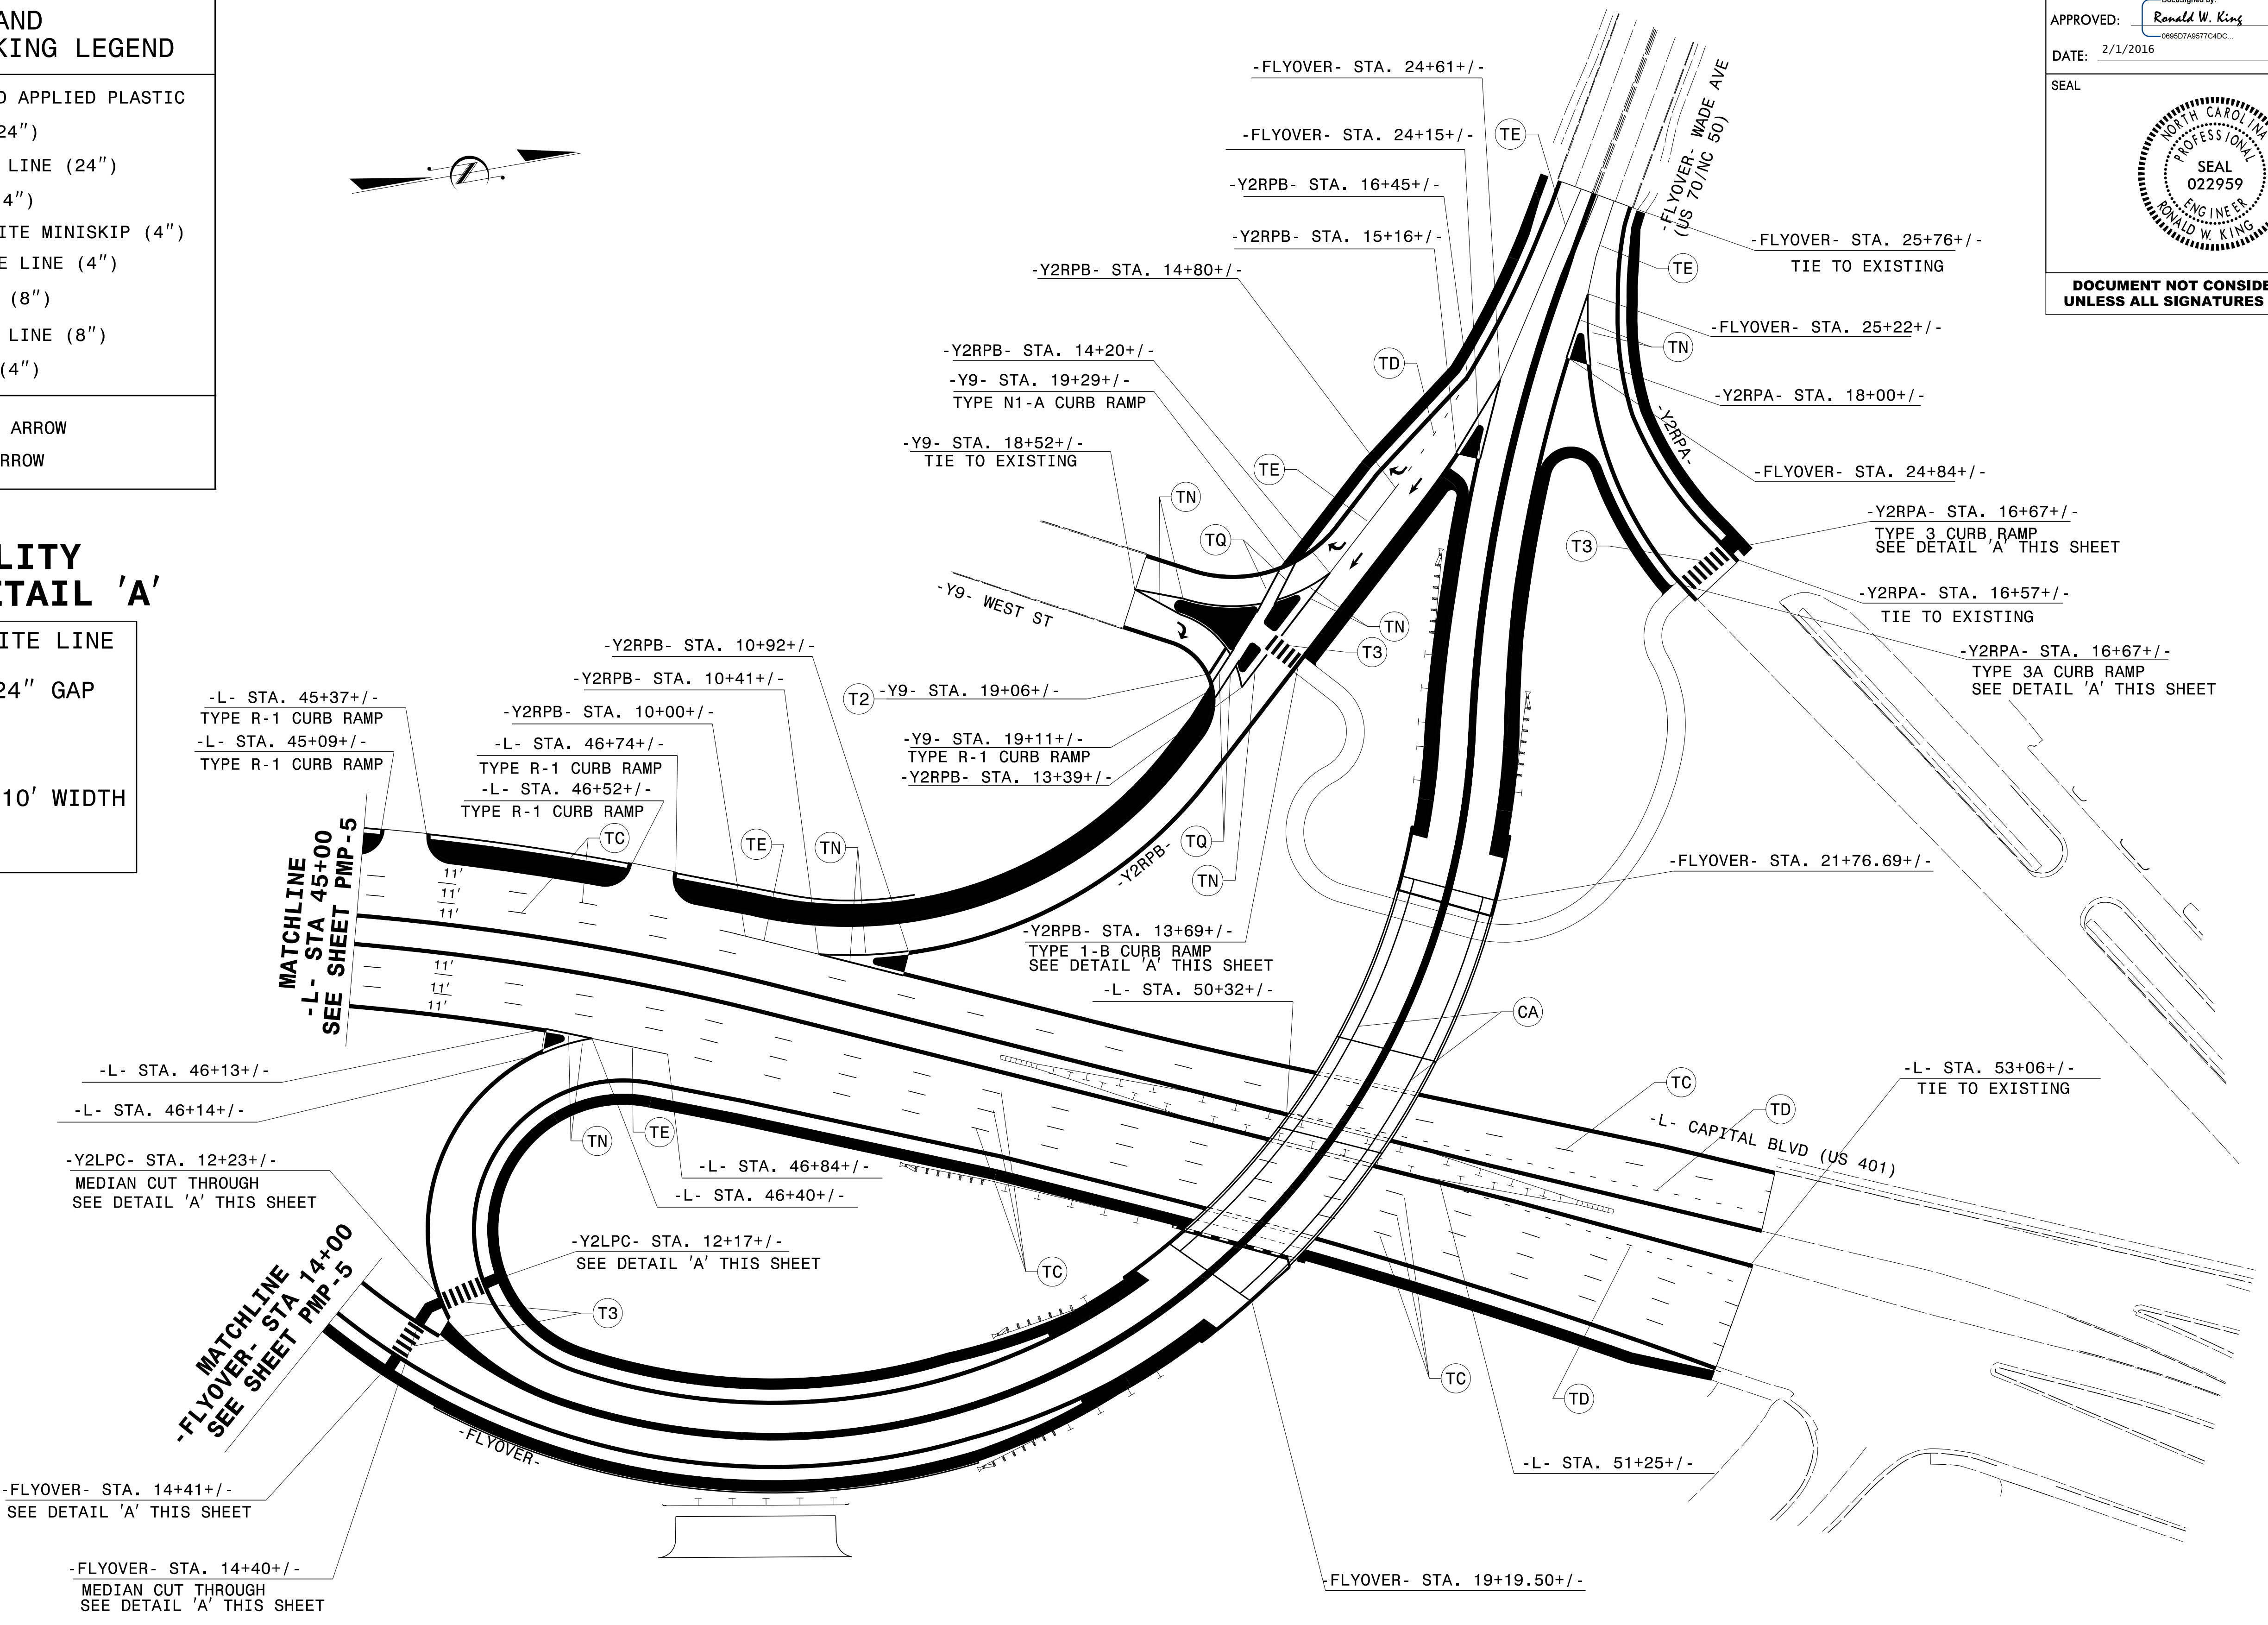 AND
KING LEGEND
D APPLIED PLASTIC
24")
LINE (24")
4")
ITE MINISKIP (4")
E LINE (4")
(8")
LINE (8")
(4")
ARROW
RROW
LITY
ETAIL 'A'
ITE LINE
24" GAP
10' WIDTH
DocuSigned by:
APPROVED: Ronald W. King
0695D7A9577C4DC...
DATE: 2/1/2016
SEAL
NORTH CAROLINA
PROFESSIONAL
SEAL
022959
ENGINEER
RONALD W. KING
DOCUMENT NOT CONSIDE
UNLESS ALL SIGNATURES
-FLYOVER- STA. 24+61+/-
-FLYOVER- STA. 24+15+/-
TE
-Y2RPB- STA. 16+45+/-
-Y2RPB- STA. 15+16+/-
-Y2RPB- STA. 14+80+/-
-FLYOVER- WADE AVE
(US 70/NC 50)
-FLYOVER- STA. 25+76+/-
TIE TO EXISTING
TE
-FLYOVER- STA. 25+22+/-
TN
-Y2RPB- STA. 14+20+/-
-Y9- STA. 19+29+/-
TYPE N1-A CURB RAMP
TD
-Y2RPA- STA. 18+00+/-
-Y2RPA-
-Y9- STA. 18+52+/-
TIE TO EXISTING
TE
-FLYOVER- STA. 24+84+/-
TN
TQ
T3
-Y2RPA- STA. 16+67+/-
TYPE 3 CURB RAMP
SEE DETAIL 'A' THIS SHEET
-Y9- WEST ST
-Y2RPA- STA. 16+57+/-
TIE TO EXISTING
TN
T3
-Y2RPA- STA. 16+67+/-
TYPE 3A CURB RAMP
SEE DETAIL 'A' THIS SHEET
-Y2RPB- STA. 10+92+/-
-Y2RPB- STA. 10+41+/-
T2
-Y9- STA. 19+06+/-
-L- STA. 45+37+/-
TYPE R-1 CURB RAMP
-L- STA. 45+09+/-
TYPE R-1 CURB RAMP
-Y2RPB- STA. 10+00+/-
-L- STA. 46+74+/-
TYPE R-1 CURB RAMP
-L- STA. 46+52+/-
TYPE R-1 CURB RAMP
-Y9- STA. 19+11+/-
TYPE R-1 CURB RAMP
-Y2RPB- STA. 13+39+/-
TC
TE
TN
TQ
TN
-Y2RPB-
-FLYOVER- STA. 21+76.69+/-
MATCHLINE
-L- STA 45+00
SEE SHEET PMP-5
11'
11'
11'
11'
11'
11'
-Y2RPB- STA. 13+69+/-
TYPE 1-B CURB RAMP
SEE DETAIL 'A' THIS SHEET
-L- STA. 50+32+/-
CA
-L- STA. 46+13+/-
-L- STA. 46+14+/-
TC
TD
-L- STA. 53+06+/-
TIE TO EXISTING
-L- CAPITAL BLVD (US 401)
TN
TE
-L- STA. 46+84+/-
-L- STA. 46+40+/-
-Y2LPC- STA. 12+23+/-
MEDIAN CUT THROUGH
SEE DETAIL 'A' THIS SHEET
-Y2LPC- STA. 12+17+/-
SEE DETAIL 'A' THIS SHEET
TC
T3
MATCHLINE
-FLYOVER- STA 14+00
SEE SHEET PMP-5
-FLYOVER-
TC
TD
-L- STA. 51+25+/-
-FLYOVER- STA. 14+41+/-
SEE DETAIL 'A' THIS SHEET
-FLYOVER- STA. 14+40+/-
MEDIAN CUT THROUGH
SEE DETAIL 'A' THIS SHEET
-FLYOVER- STA. 19+19.50+/-